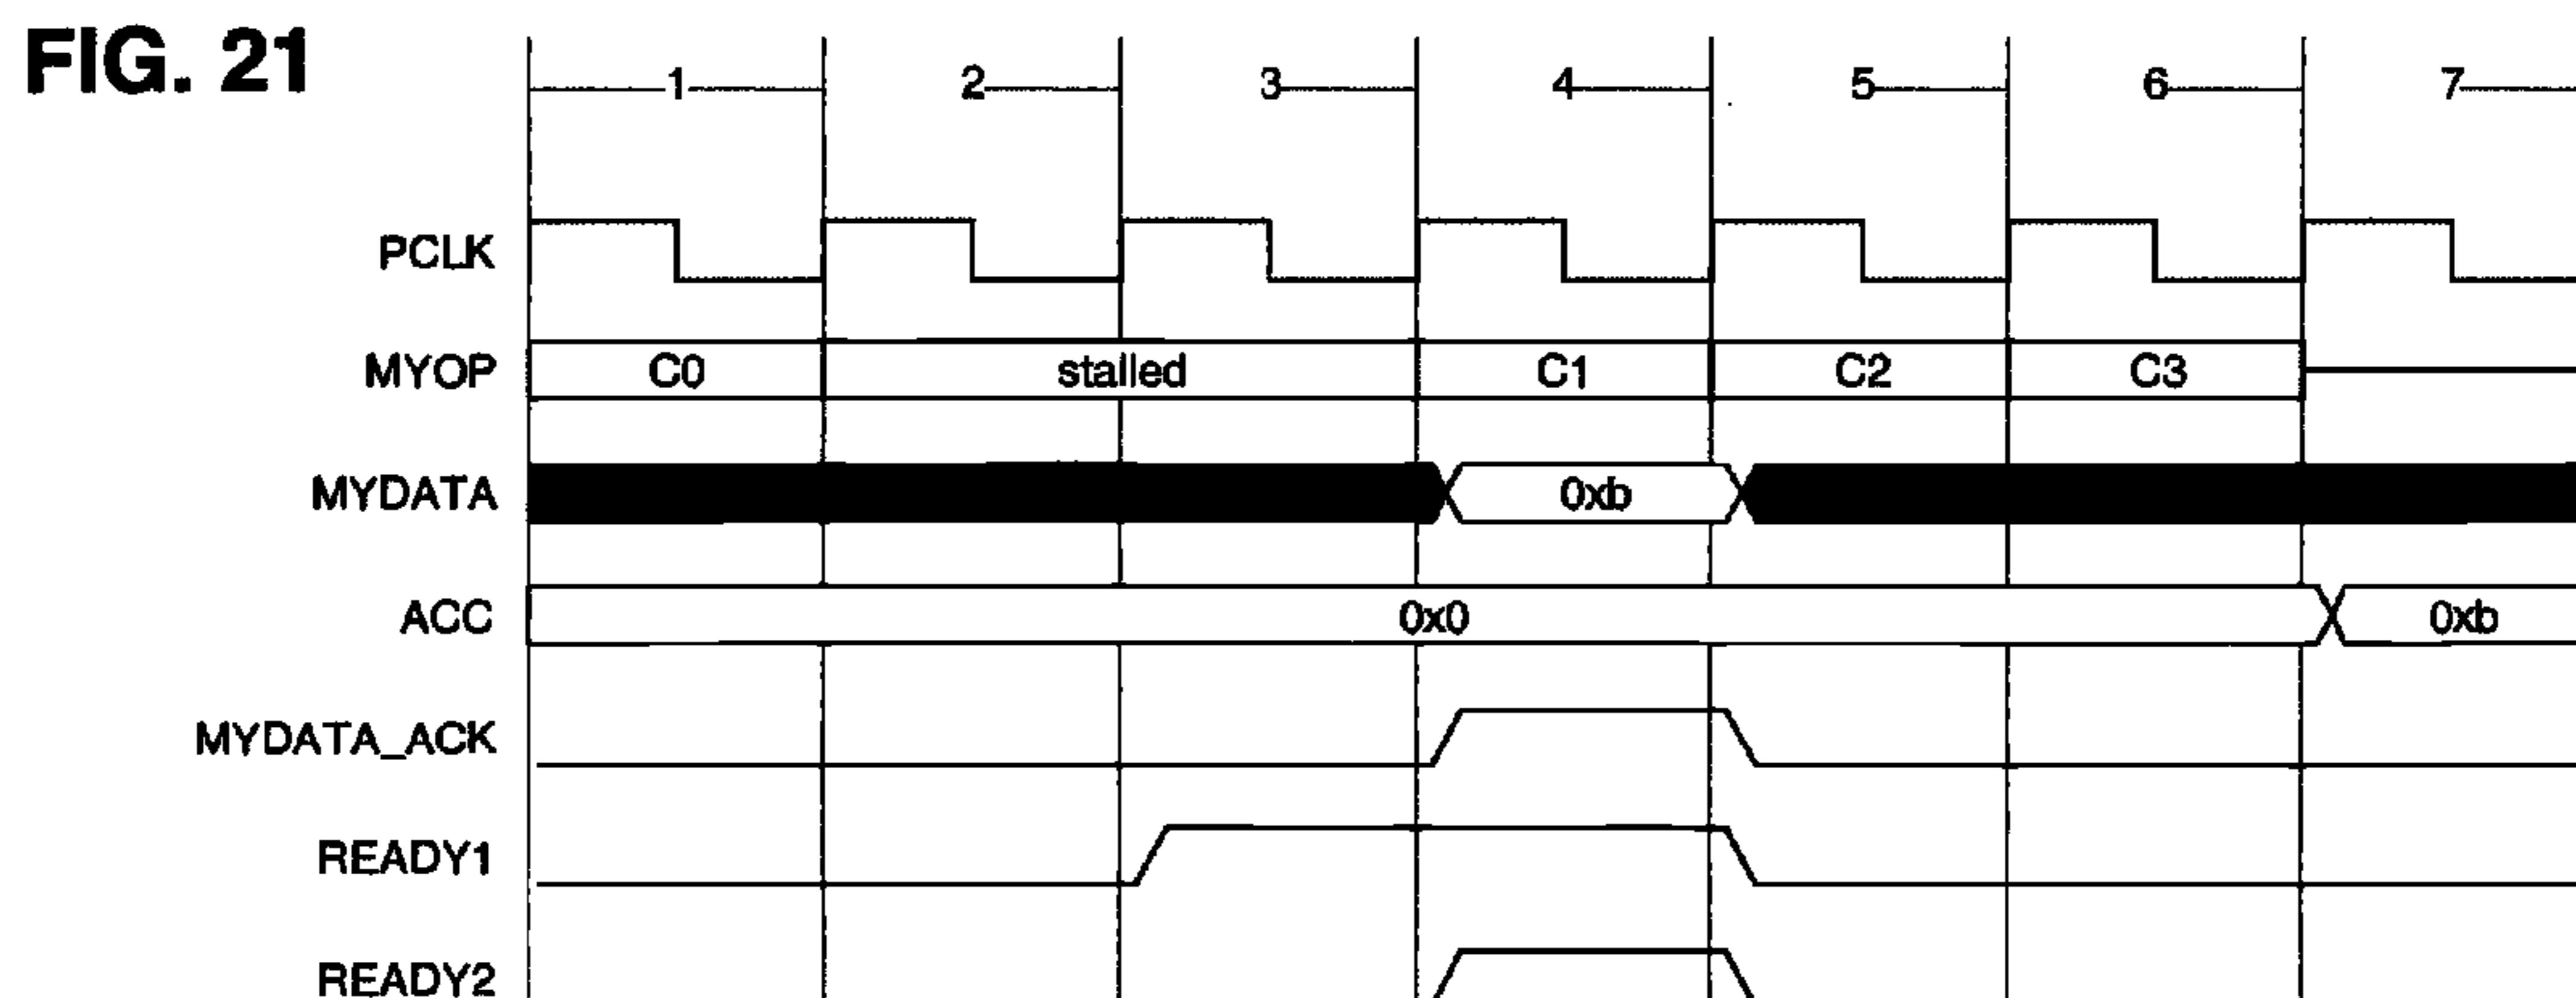 FIG. 21
1 2 3 4 5 6 7
PCLK
MYOP C0 stalled C1 C2 C3
MYDATA 0xb
ACC 0x0 0xb
MYDATA_ACK
READY1
READY2